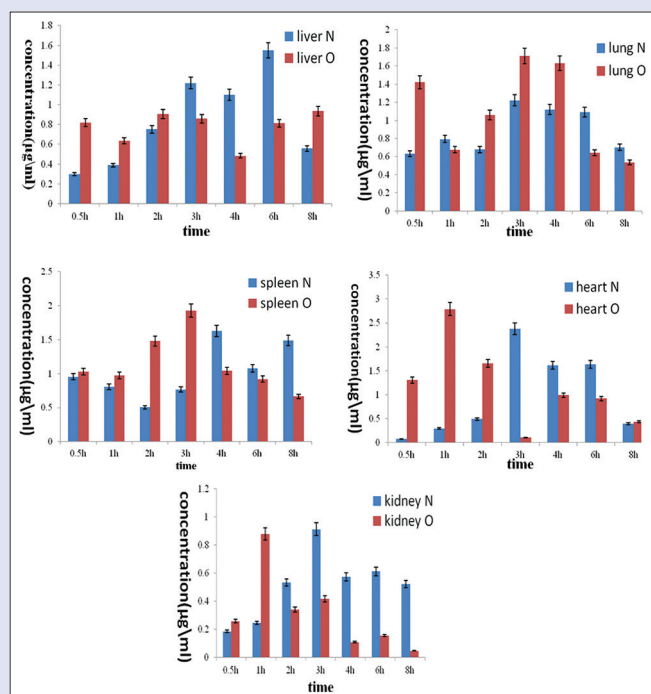 concentration(µg\ml)
1.8
1.6
1.4
1.2
1
0.8
0.6
0.4
0.2
0
liver N
liver O
0.5h 1h 2h 3h 4h 6h 8h
time
concentration(µg\ml)
2
1.8
1.6
1.4
1.2
1
0.8
0.6
0.4
0.2
0
lung N
lung O
0.5h 1h 2h 3h 4h 6h 8h
time
concentration(µg\ml)
2.5
2
1.5
1
0.5
0
spleen N
spleen O
0.5h 1h 2h 3h 4h 6h 8h
time
concentration(µg\ml)
3.5
3
2.5
2
1.5
1
0.5
0
heart N
heart O
0.5h 1h 2h 3h 4h 6h 8h
time
concentration(µg\ml)
1.2
1
0.8
0.6
0.4
0.2
0
kidney N
kidney O
0.5h 1h 2h 3h 4h 6h 8h
time